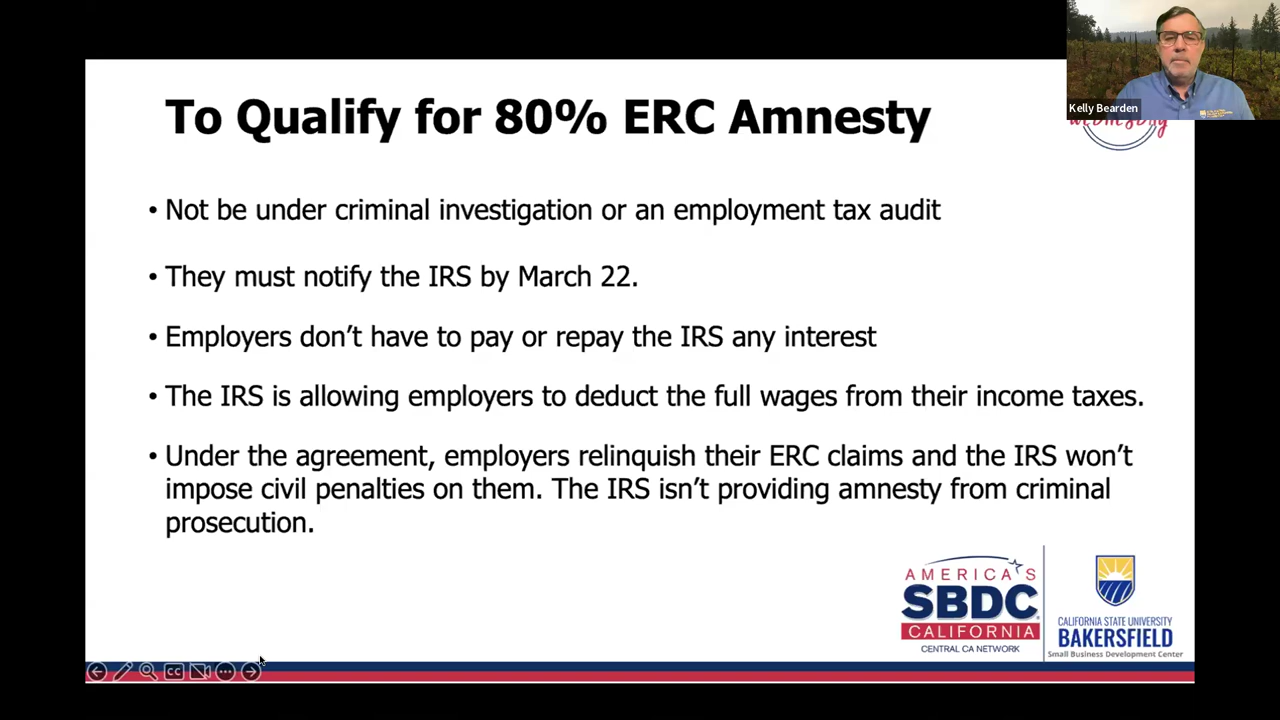 To Qualify for 80% ERC Amnesty
Kelly Bearden
• Not be under criminal investigation or an employment tax audit
• They must notify the IRS by March 22.
• Employers don’t have to pay or repay the IRS any interest
• The IRS is allowing employers to deduct the full wages from their income taxes.
• Under the agreement, employers relinquish their ERC claims and the IRS won’t
impose civil penalties on them. The IRS isn’t providing amnesty from criminal
prosecution.
AMERICA'S
SBDC
CALIFORNIA
CENTRAL CA NETWORK
CALIFORNIA STATE UNIVERSITY
BAKERSFIELD
Small Business Development Center
CC